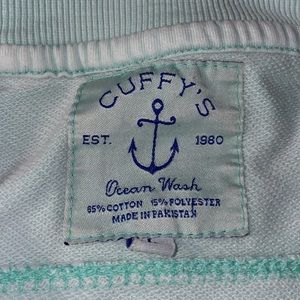 CUFFY'S
EST. 1980
Ocean Wash
85% COTTON 15% POLYESTER
MADE IN PAKISTAN